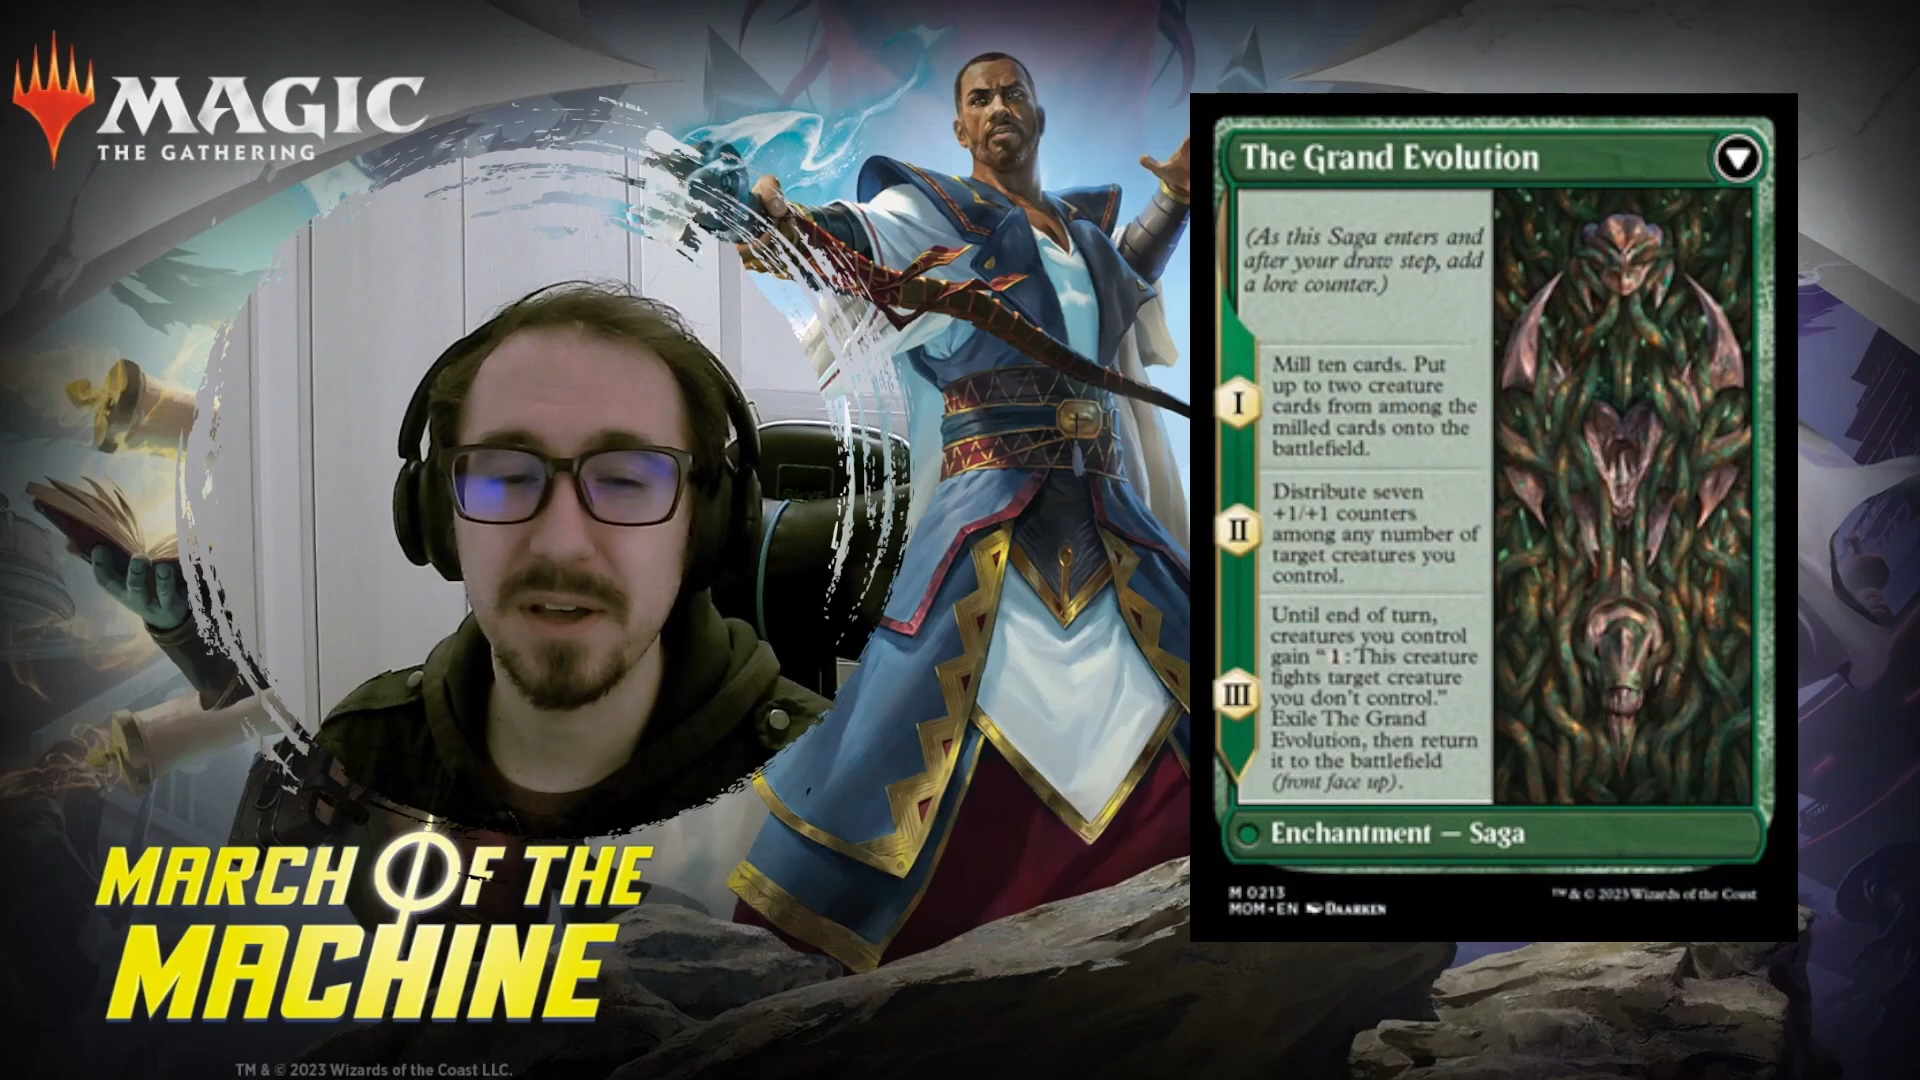 MAGIC
THE GATHERING
The Grand Evolution
(As this Saga enters and
after your draw step, add
a lore counter.)
I
Mill ten cards. Put
up to two creature
cards from among the
milled cards onto the
battlefield.
II
Distribute seven
+1/+1 counters
among any number of
target creatures you
control.
III
Until end of turn,
creatures you control
gain “1: This creature
fights target creature
you don’t control.”
Exile The Grand
Evolution, then return
it to the battlefield
(front face up).
Enchantment — Saga
M 0213
MOM • EN DAARKEN
™ & © 2023 Wizards of the Coast
MARCH OF THE
MACHINE
TM & © 2023 Wizards of the Coast LLC.